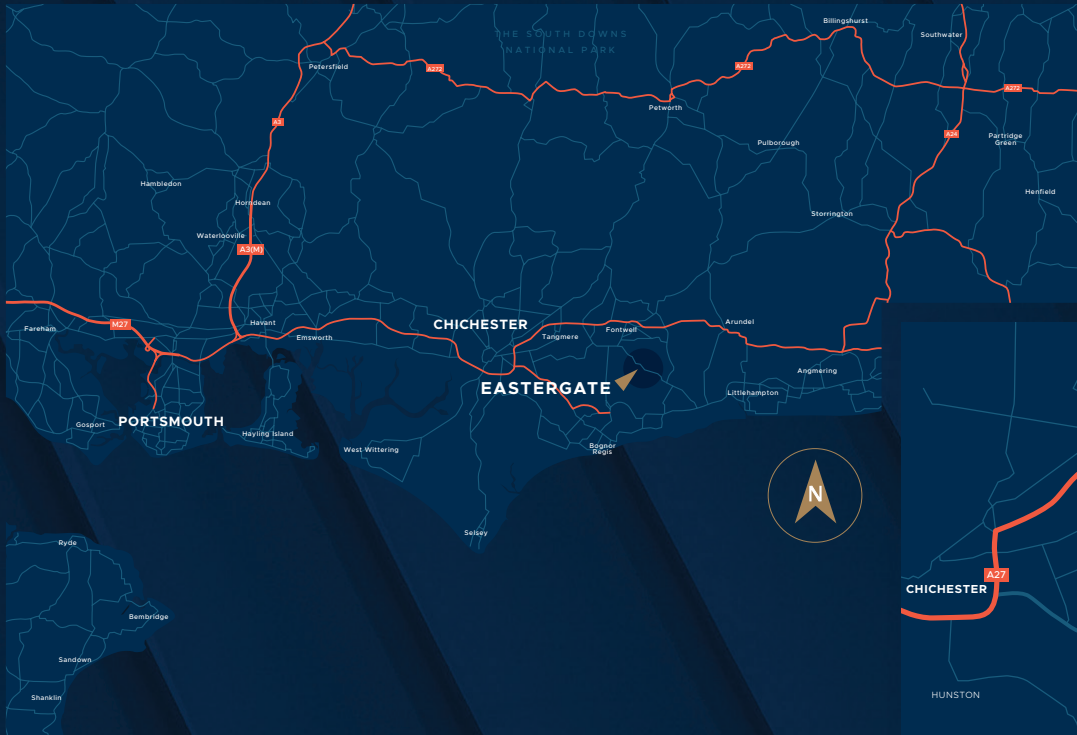 Billingshurst
THE SOUTH DOWNS
NATIONAL PARK
Southwater
Petersfield
A272
A272
A272
Petworth
A3
A24
Partridge
Green
Pulborough
Hambledon
Henfield
Horndean
Storrington
Waterlooville
A3(M)
M27
Fareham
Havant
Emsworth
CHICHESTER
Tangmere
Fontwell
Arundel
Angmering
EASTERGATE
Littlehampton
Gosport
PORTSMOUTH
Hayling Island
West Wittering
Bognor
Regis
N
Selsey
Ryde
A27
CHICHESTER
Bembridge
Sandown
Shanklin
HUNSTON